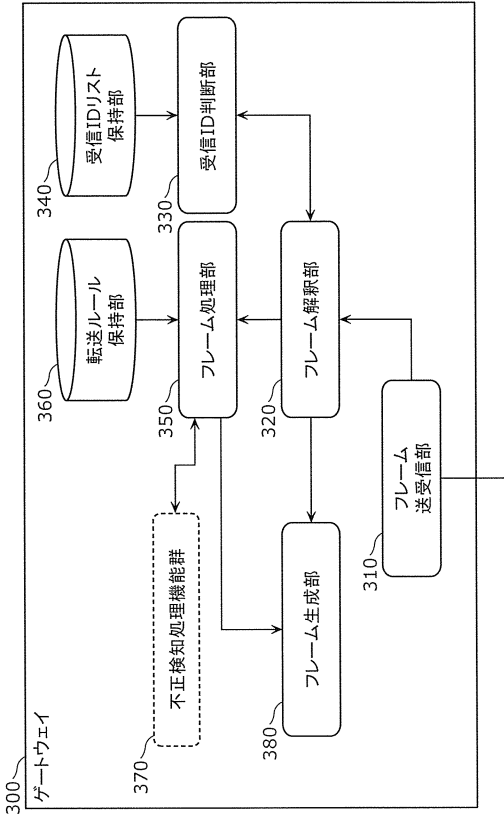 300
ゲートウェイ
360
転送ルール
保持部
340
受信IDリスト
保持部
370
不正検知処理機能群
350
フレーム処理部
330
受信ID判断部
380
フレーム生成部
320
フレーム解釈部
310
フレーム
送受信部